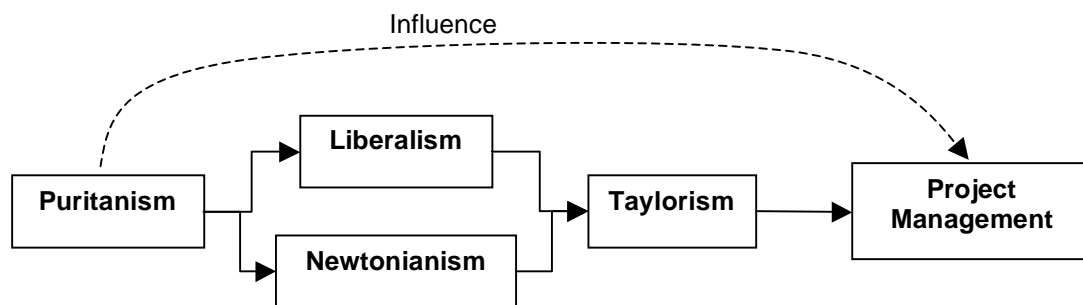 Influence
Liberalism
Puritanism
Taylorism
Project
Management
Newtonianism